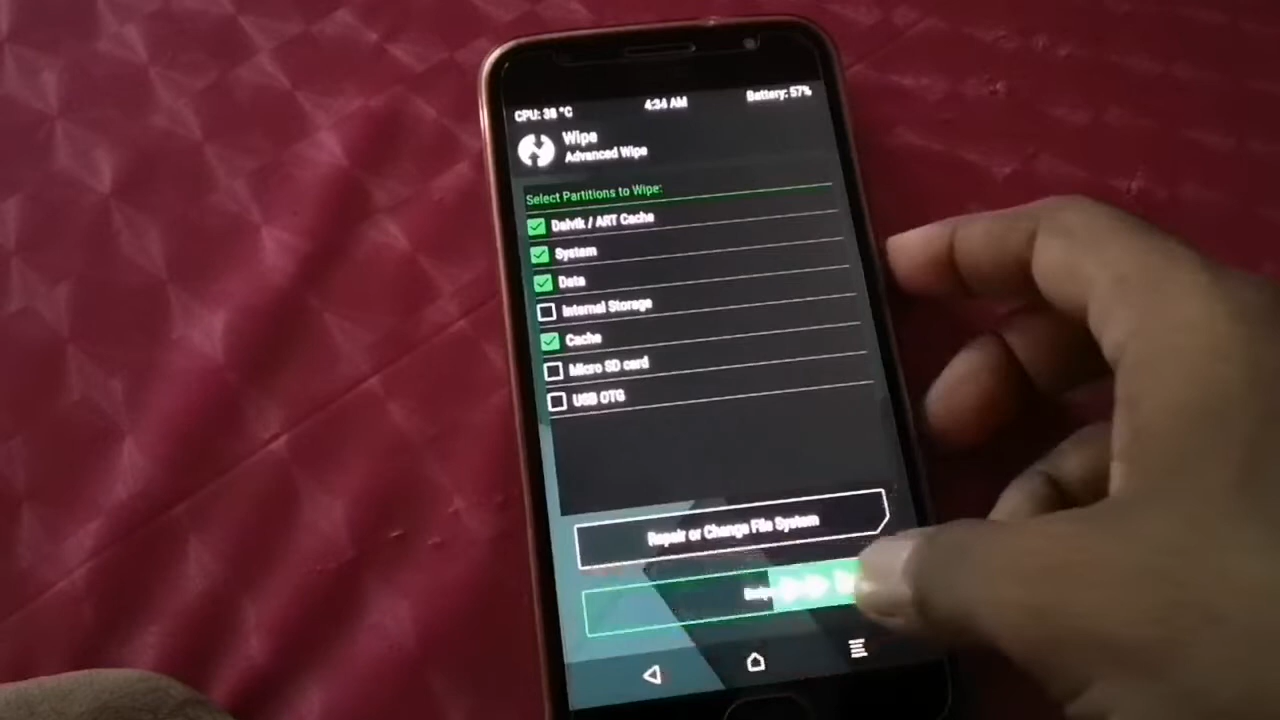 CPU: 38 °C 4:34 AM Battery: 57%
Wipe
Advanced Wipe
Select Partitions to Wipe:
Dalvik / ART Cache
System
Data
Internal Storage
Cache
Micro SD card
USB OTG
Repair or Change File System